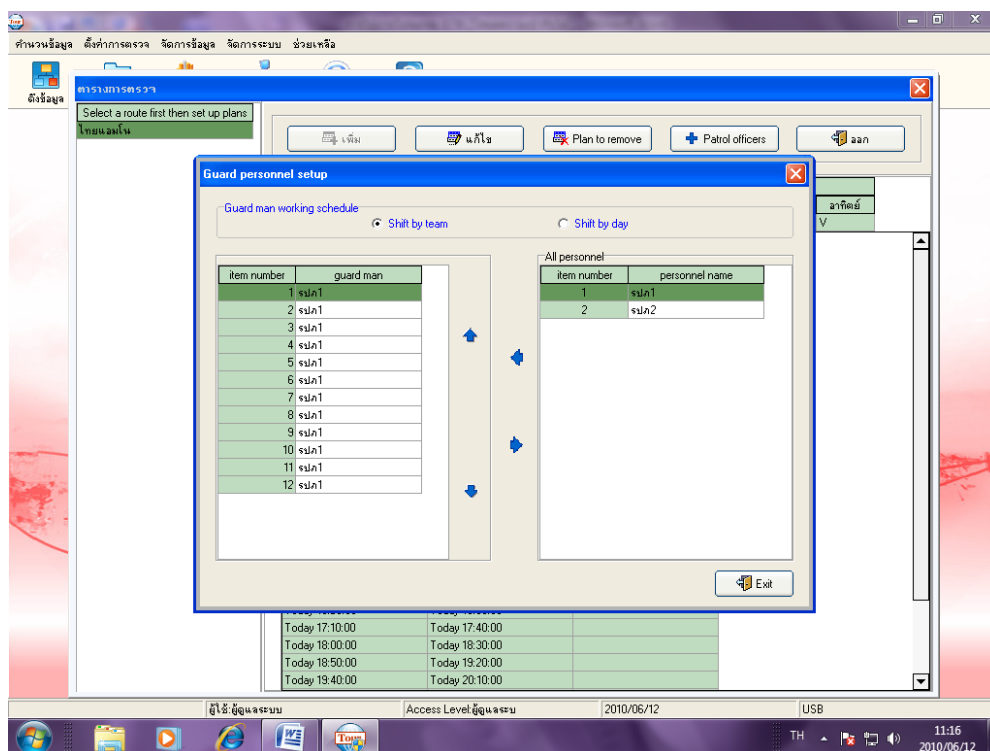 Tour
คำนวนข้อมูล ตั้งค่าการตรวจ จัดการข้อมูล จัดการระบบ ช่วยเหลือ
ดึงข้อมูล
ตารางการตรวจ
Select a route first then set up plans
ไทยแอมโน
เพิ่ม แก้ไข Plan to remove Patrol officers ออก
อาทิตย์
V
Guard personnel setup
Guard man working schedule
Shift by team Shift by day
All personnel
item number guard man item number personnel name
1 รปภ1 1 รปภ1
2 รปภ1 2 รปภ2
3 รปภ1
4 รปภ1
5 รปภ1
6 รปภ1
7 รปภ1
8 รปภ1
9 รปภ1
10 รปภ1
11 รปภ1
12 รปภ1
Exit
Today 17:10:00 Today 17:40:00
Today 18:00:00 Today 18:30:00
Today 18:50:00 Today 19:20:00
Today 19:40:00 Today 20:10:00
ผู้ใช้:ผู้ดูแลระบบ Access Level:ผู้ดูแลระบ 2010/06/12 USB
Tour TH 11:16
2010/06/12